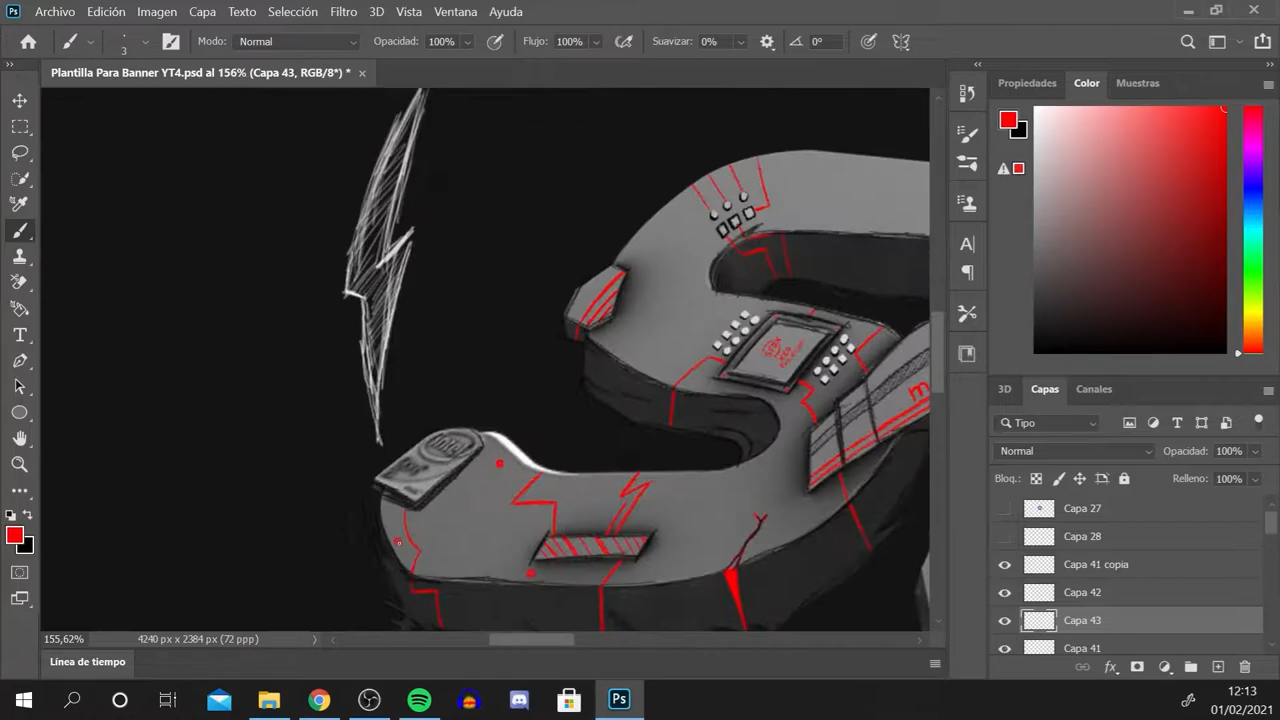 Ps Archivo Edición Imagen Capa Texto Selección Filtro 3D Vista Ventana Ayuda
3 Modo: Normal Opacidad: 100% Flujo: 100% Suavizar: 0% 0°
Plantilla Para Banner YT4.psd al 156% (Capa 43, RGB/8*) *
Propiedades Color Muestras
3D Capas Canales
Tipo
Normal Opacidad: 100%
Bloq.: Relleno: 100%
Capa 27
Capa 28
Capa 41 copia
Capa 42
Capa 43
Capa 41
155,62% 4240 px x 2384 px (72 ppp)
Línea de tiempo
Ps
12:13
01/02/2021